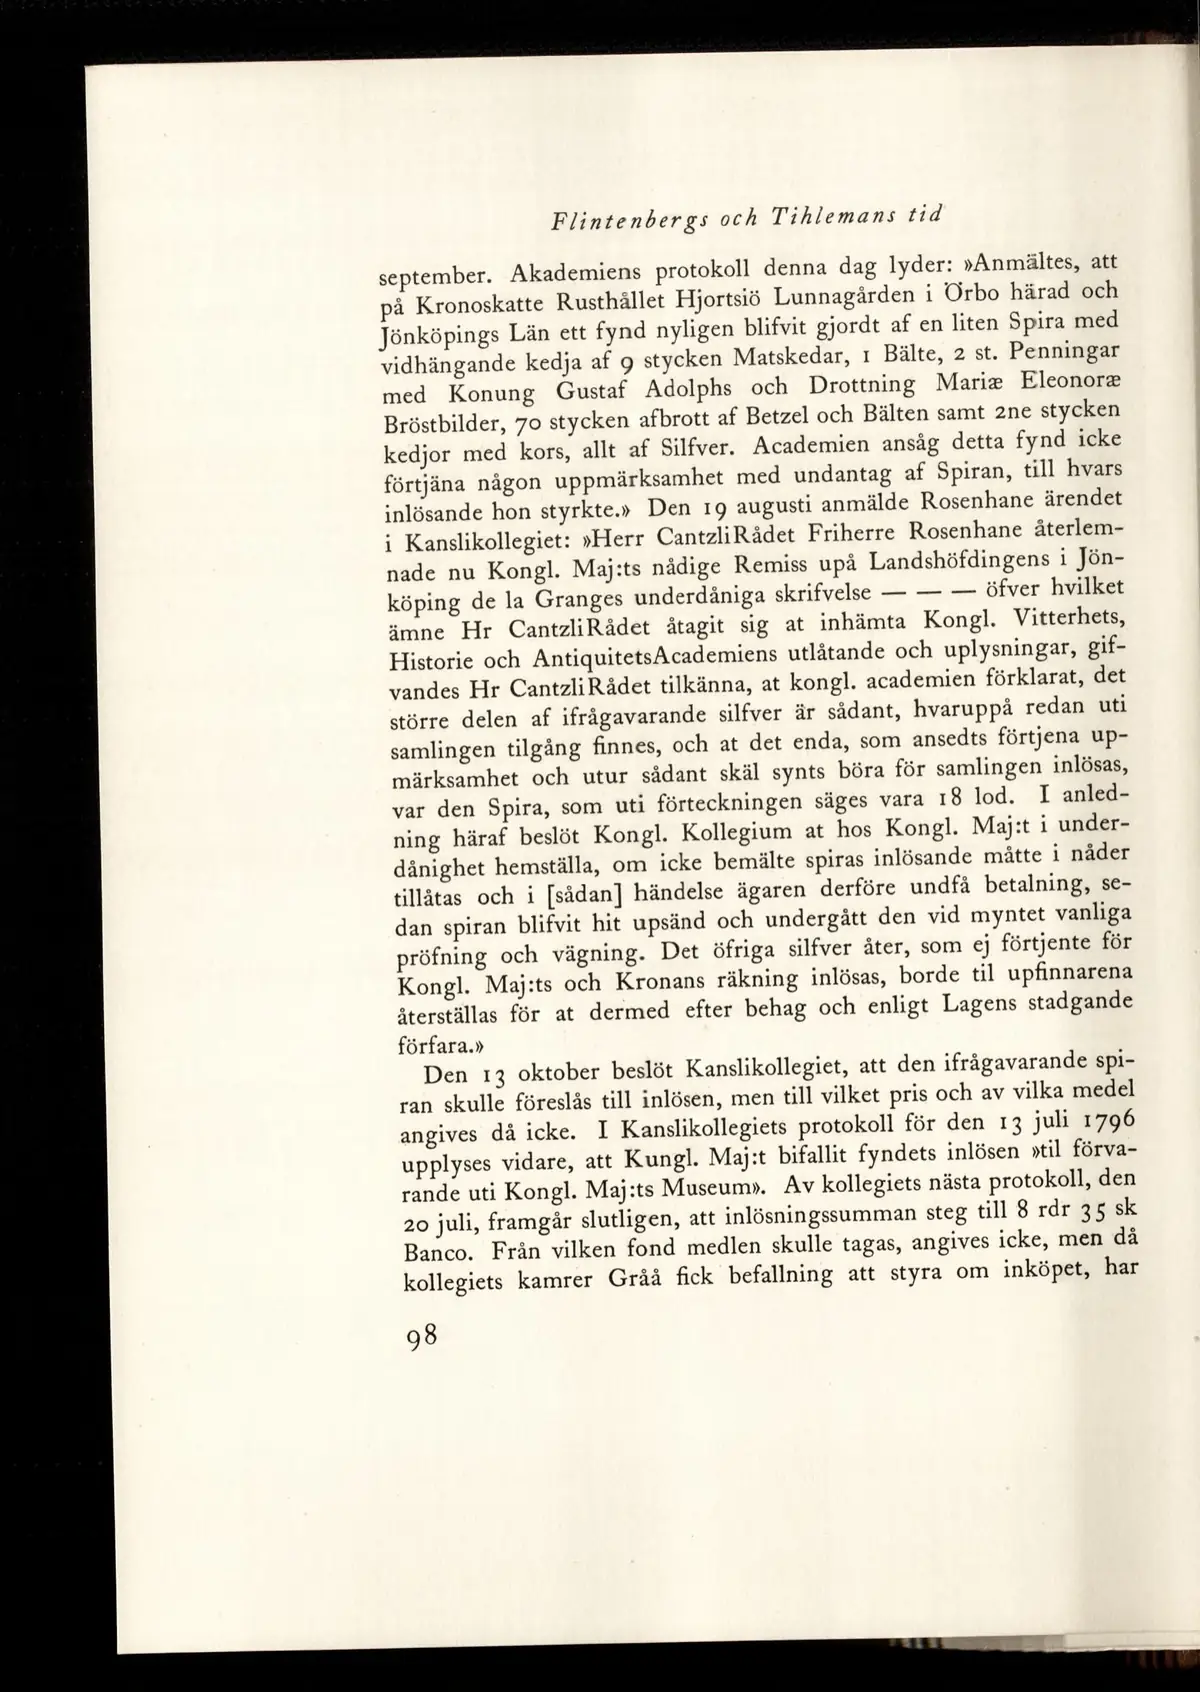 Flintenbergs och Tihlemans tid
september. Akademiens protokoll denna dag lyder: »Anmältes, att
på Kronoskatte Rusthållet Hjortsiö Lunnagården i Örbo härad och
Jönköpings Län ett fynd nyligen blifvit gjordt af en liten Spira med
vidhängande kedja af 9 stycken Matskedar, 1 Bälte, 2 st. Penningar
med Konung Gustaf Adolphs och Drottning Mariæ Eleonoræ
Bröstbilder, 70 stycken afbrott af Betzel och Bälten samt 2ne stycken
kedjor med kors, allt af Silfver. Academien ansåg detta fynd icke
förtjäna någon uppmärksamhet med undantag af Spiran, till hvars
inlösande hon styrkte.» Den 19 augusti anmälde Rosenhane ärendet
i Kanslikollegiet: »Herr CantzliRådet Friherre Rosenhane återlem-
nade nu Kongl. Maj:ts nådige Remiss upå Landshöfdingens i Jön-
köping de la Granges underdåniga skrifvelse — — — öfver hvilket
ämne Hr CantzliRådet åtagit sig at inhämta Kongl. Vitterhets,
Historie och AntiquitetsAcademiens utlåtande och uplysningar, gif-
vandes Hr CantzliRådet tilkänna, at kongl. academien förklarat, det
större delen af ifrågavarande silfver är sådant, hvaruppå redan uti
samlingen tilgång finnes, och at det enda, som ansedts förtjena up-
märksamhet och utur sådant skäl synts böra för samlingen inlösas,
var den Spira, som uti förteckningen säges vara 18 lod. I anled-
ning häraf beslöt Kongl. Kollegium at hos Kongl. Maj:t i under-
dånighet hemställa, om icke bemälte spiras inlösande måtte i nåder
tillåtas och i [sådan] händelse ägaren derföre undfå betalning, se-
dan spiran blifvit hit upsänd och undergått den vid myntet vanliga
pröfning och vägning. Det öfriga silfver åter, som ej förtjente för
Kongl. Maj:ts och Kronans räkning inlösas, borde til upfinnarena
återställas för at dermed efter behag och enligt Lagens stadgande
förfara.»
Den 13 oktober beslöt Kanslikollegiet, att den ifrågavarande spi-
ran skulle föreslås till inlösen, men till vilket pris och av vilka medel
angives då icke. I Kanslikollegiets protokoll för den 13 juli 1796
upplyses vidare, att Kungl. Maj:t bifallit fyndets inlösen »til förva-
rande uti Kongl. Maj:ts Museum». Av kollegiets nästa protokoll, den
20 juli, framgår slutligen, att inlösningssumman steg till 8 rdr 35 sk
Banco. Från vilken fond medlen skulle tagas, angives icke, men då
kollegiets kamrer Gråå fick befallning att styra om inköpet, har
98